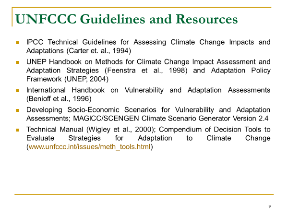 UNFCCC Guidelines and Resources
IPCC Technical Guidelines for Assessing Climate Change Impacts and
Adaptations (Carter et. al., 1994)
UNEP Handbook on Methods for Climate Change Impact Assessment and
Adaptation Strategies (Feenstra et al., 1998) and Adaptation Policy
Framework (UNEP, 2004)
International Handbook on Vulnerability and Adaptation Assessments
(Benioff et al., 1996)
Developing Socio-Economic Scenarios for Vulnerability and Adaptation
Assessments; MAGICC/SCENGEN Climate Scenario Generator Version 2.4
Technical Manual (Wigley et al., 2000); Compendium of Decision Tools to
Evaluate Strategies for Adaptation to Climate Change
(www.unfccc.int/issues/meth_tools.html)